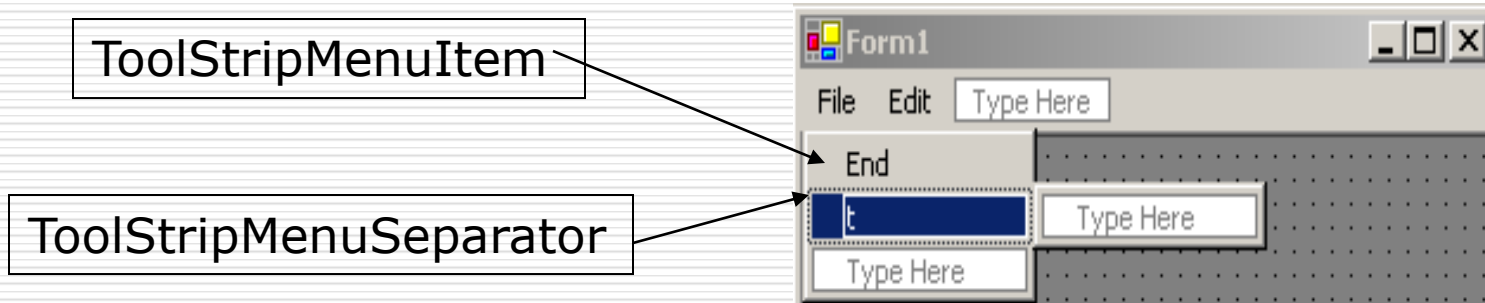 ToolStripMenuItem
ToolStripMenuSeparator
Form1
File Edit Type Here
End
t Type Here
Type Here